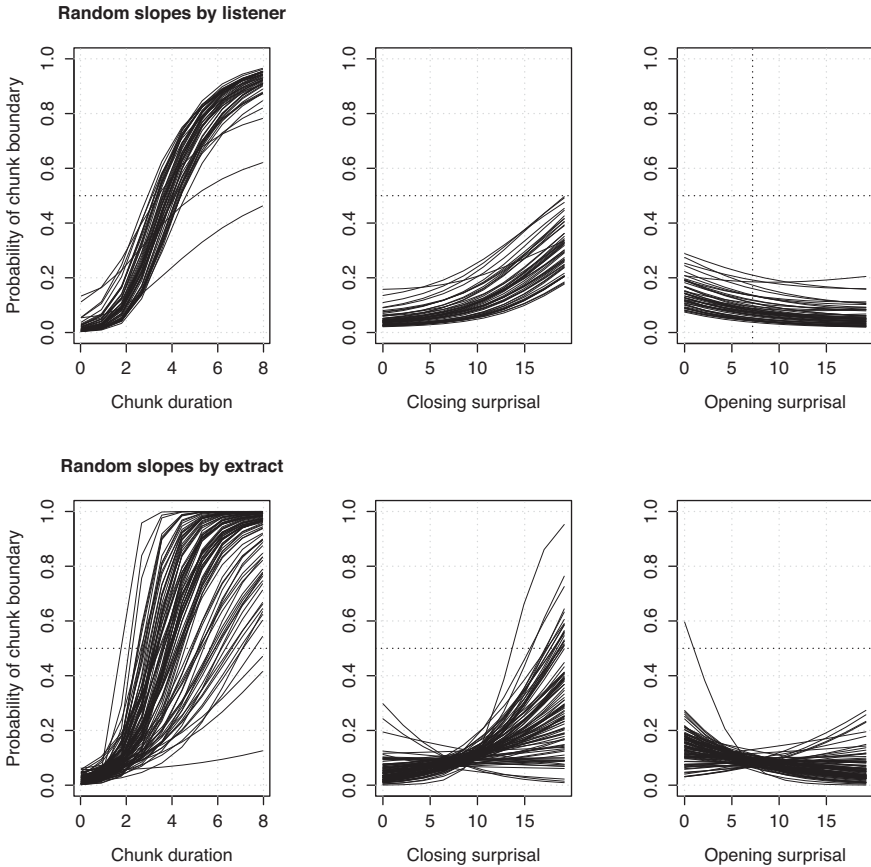 Random slopes by listener
Probability of chunk boundary
0.0 0.2 0.4 0.6 0.8 1.0
0 2 4 6 8
Chunk duration
0.0 0.2 0.4 0.6 0.8 1.0
0 5 10 15
Closing surprisal
0.0 0.2 0.4 0.6 0.8 1.0
0 5 10 15
Opening surprisal
Random slopes by extract
Probability of chunk boundary
0.0 0.2 0.4 0.6 0.8 1.0
0 2 4 6 8
Chunk duration
0.0 0.2 0.4 0.6 0.8 1.0
0 5 10 15
Closing surprisal
0.0 0.2 0.4 0.6 0.8 1.0
0 5 10 15
Opening surprisal